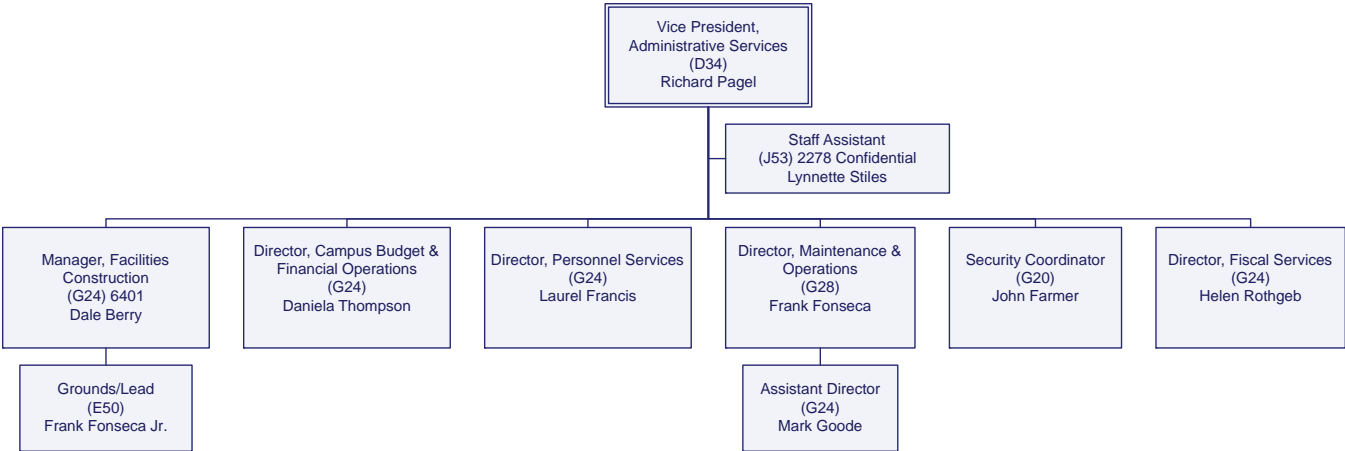 Vice President,
Administrative Services
(D34)
Richard Pagel
Staff Assistant
(J53) 2278 Confidential
Lynnette Stiles
Manager, Facilities
Construction
(G24) 6401
Dale Berry
Director, Campus Budget &
Financial Operations
(G24)
Daniela Thompson
Director, Personnel Services
(G24)
Laurel Francis
Director, Maintenance &
Operations
(G28)
Frank Fonseca
Security Coordinator
(G20)
John Farmer
Director, Fiscal Services
(G24)
Helen Rothgeb
Grounds/Lead
(E50)
Frank Fonseca Jr.
Assistant Director
(G24)
Mark Goode